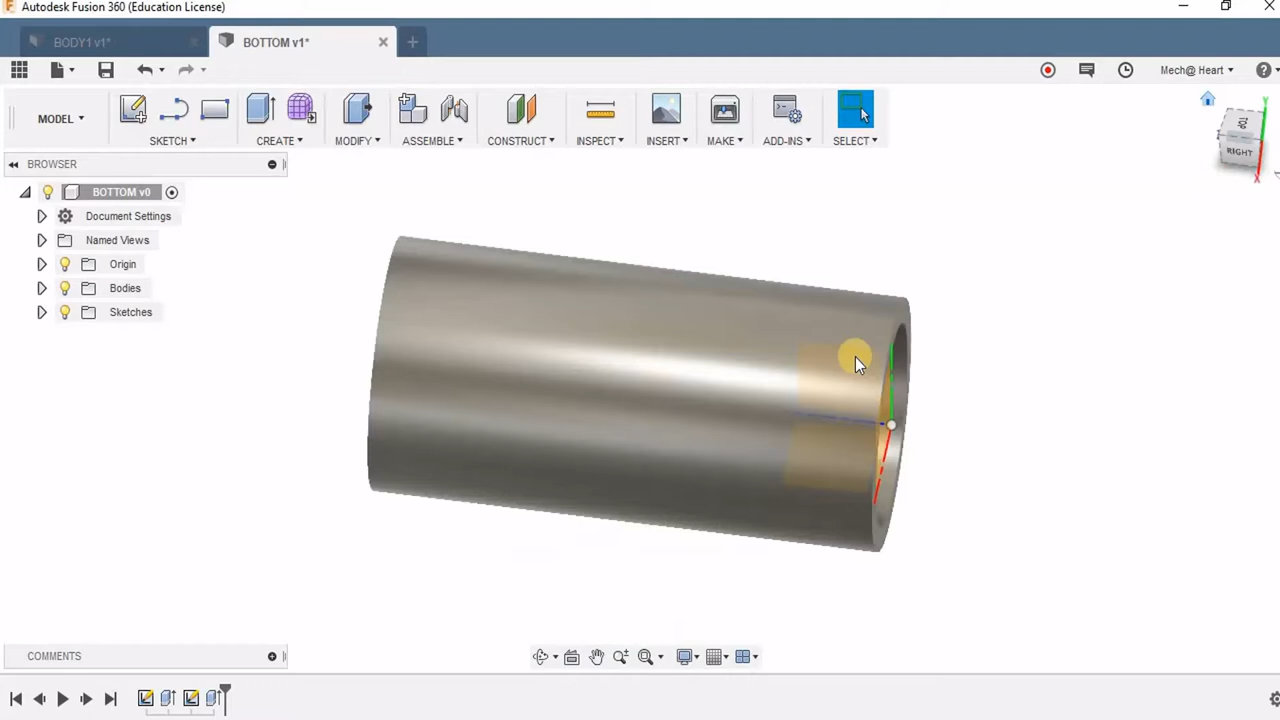 Autodesk Fusion 360 (Education License)
BODY1 v1*
BOTTOM v1*
Mech@ Heart
MODEL
SKETCH
CREATE
MODIFY
ASSEMBLE
CONSTRUCT
INSPECT
INSERT
MAKE
ADD-INS
SELECT
BROWSER
BOTTOM v0
Document Settings
Named Views
Origin
Bodies
Sketches
TOP
RIGHT
Y
X
COMMENTS